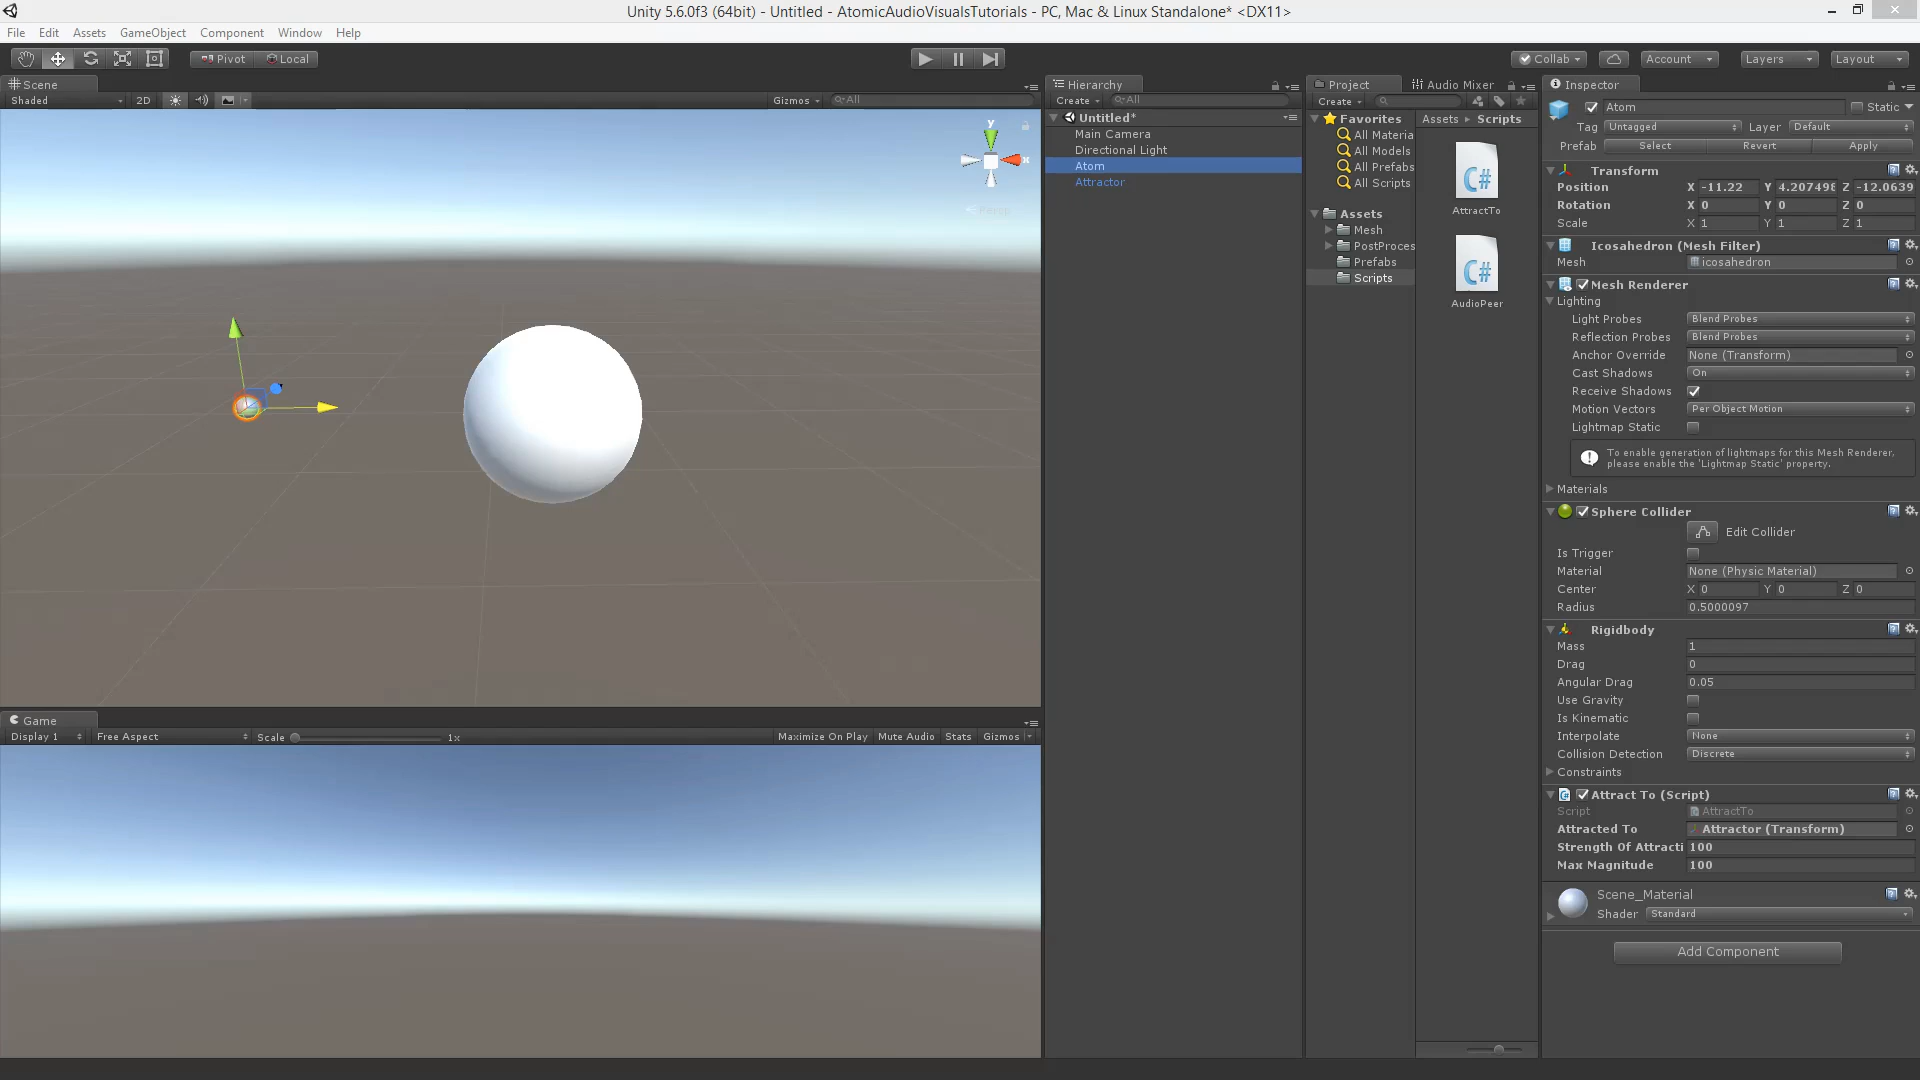 Unity 5.6.0f3 (64bit) - Untitled - AtomicAudioVisualsTutorials - PC, Mac & Linux Standalone* <DX11>
File Edit Assets GameObject Component Window Help
Pivot Local
Collab Account Layers Layout
Scene
Shaded 2D Gizmos All
y
x
Persp
Game
Display 1 Free Aspect Scale 1x Maximize On Play Mute Audio Stats Gizmos
Hierarchy
Create All
Untitled*
Main Camera
Directional Light
Atom
Attractor
Project Audio Mixer
Create
Favorites
All Materia
All Models
All Prefabs
All Scripts
Assets
Mesh
PostProces
Prefabs
Scripts
Assets Scripts
C#
AttractTo
C#
AudioPeer
Inspector
Atom Static
Tag Untagged Layer Default
Prefab Select Revert Apply
Transform
Position X -11.22 Y 4.207498 Z -12.0639
Rotation X 0 Y 0 Z 0
Scale X 1 Y 1 Z 1
Icosahedron (Mesh Filter)
Mesh icosahedron
Mesh Renderer
Lighting
Light Probes Blend Probes
Reflection Probes Blend Probes
Anchor Override None (Transform)
Cast Shadows On
Receive Shadows
Motion Vectors Per Object Motion
Lightmap Static
To enable generation of lightmaps for this Mesh Renderer,
please enable the 'Lightmap Static' property.
Materials
Sphere Collider
Edit Collider
Is Trigger
Material None (Physic Material)
Center X 0 Y 0 Z 0
Radius 0.5000097
Rigidbody
Mass 1
Drag 0
Angular Drag 0.05
Use Gravity
Is Kinematic
Interpolate None
Collision Detection Discrete
Constraints
Attract To (Script)
Script AttractTo
Attracted To Attractor (Transform)
Strength Of Attracti 100
Max Magnitude 100
Scene_Material
Shader Standard
Add Component